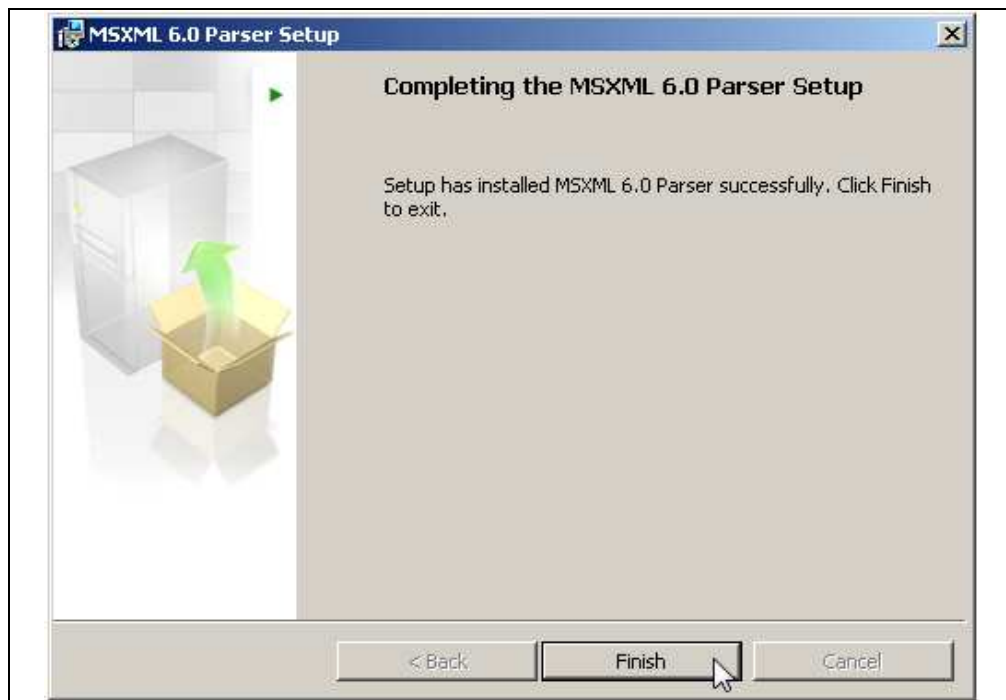 MSXML 6.0 Parser Setup
Completing the MSXML 6.0 Parser Setup
Setup has installed MSXML 6.0 Parser successfully. Click Finish
to exit.
< Back
Finish
Cancel